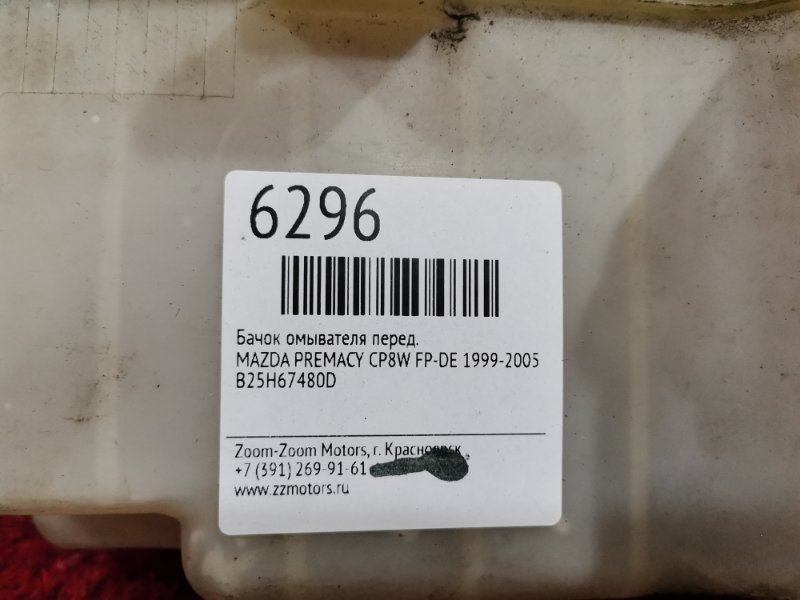 6296
Бачок омывателя перед.
MAZDA PREMACY CP8W FP-DE 1999-2005
B25H67480D
Zoom-Zoom Motors, г. Красноярск,
+7 (391) 269-91-61
www.zzmotors.ru